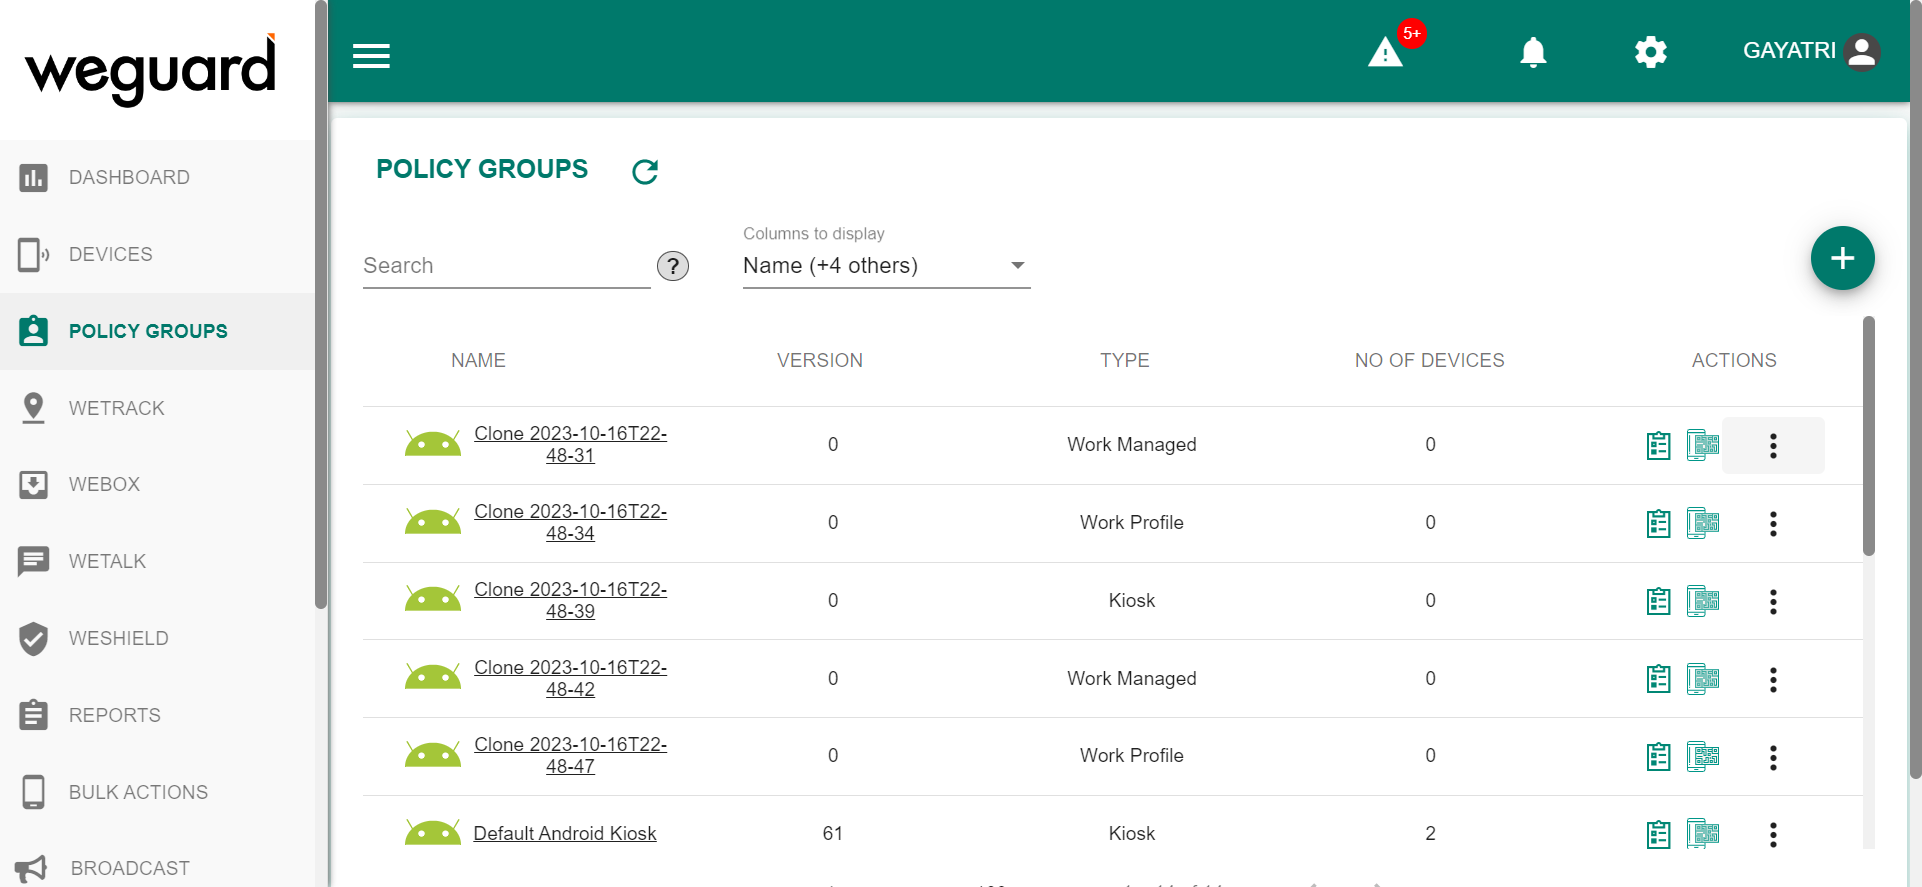 weguard
5+
GAYATRI
DASHBOARD
DEVICES
POLICY GROUPS
WETRACK
WEBOX
WETALK
WESHIELD
REPORTS
BULK ACTIONS
BROADCAST
POLICY GROUPS
Search
?
Columns to display
Name (+4 others)
NAME VERSION TYPE NO OF DEVICES ACTIONS
Clone 2023-10-16T22-
48-31
0 Work Managed 0
Clone 2023-10-16T22-
48-34
0 Work Profile 0
Clone 2023-10-16T22-
48-39
0 Kiosk 0
Clone 2023-10-16T22-
48-42
0 Work Managed 0
Clone 2023-10-16T22-
48-47
0 Work Profile 0
Default Android Kiosk 61 Kiosk 2